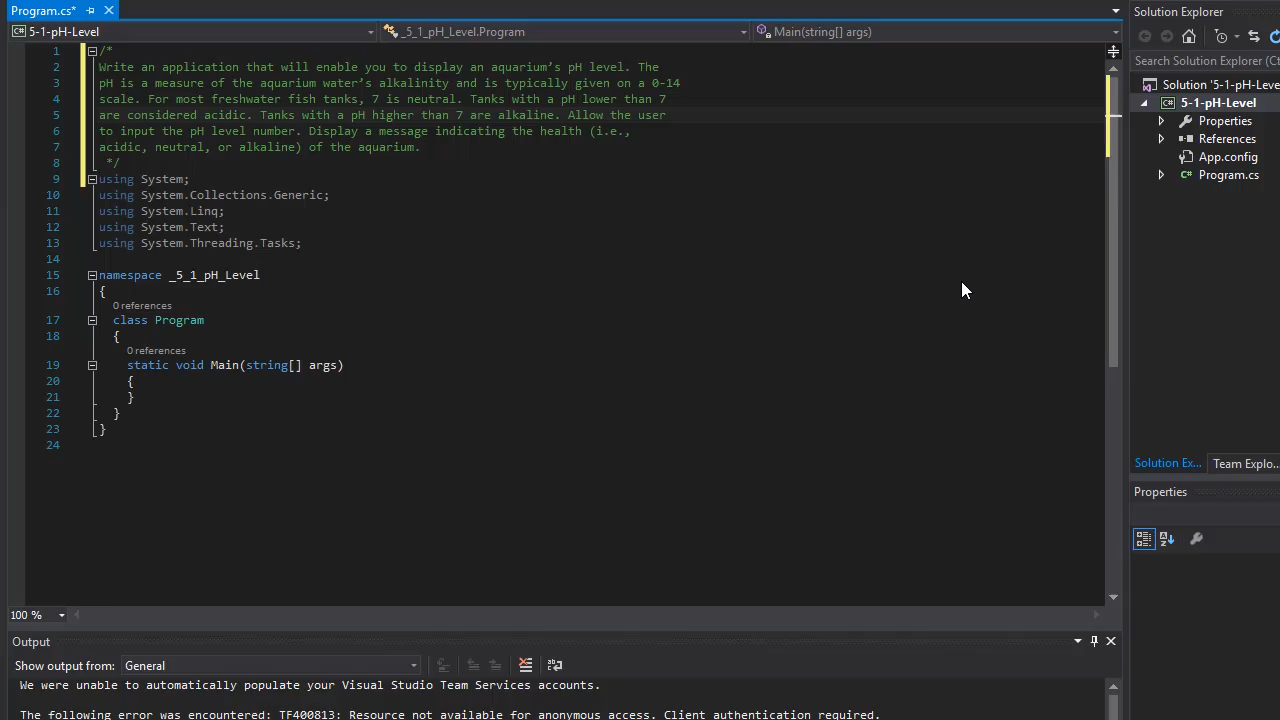 Program.cs*
5-1-pH-Level
_5_1_pH_Level.Program
Main(string[] args)
1 /*
2 Write an application that will enable you to display an aquarium’s pH level. The
3 pH is a measure of the aquarium water’s alkalinity and is typically given on a 0-14
4 scale. For most freshwater fish tanks, 7 is neutral. Tanks with a pH lower than 7
5 are considered acidic. Tanks with a pH higher than 7 are alkaline. Allow the user
6 to input the pH level number. Display a message indicating the health (i.e.,
7 acidic, neutral, or alkaline) of the aquarium.
8 */
9 using System;
10 using System.Collections.Generic;
11 using System.Linq;
12 using System.Text;
13 using System.Threading.Tasks;
14
15 namespace _5_1_pH_Level
16 {
0 references
17 class Program
18 {
0 references
19 static void Main(string[] args)
20 {
21 }
22 }
23 }
24
100 %
Output
Show output from: General
We were unable to automatically populate your Visual Studio Team Services accounts.
The following error was encountered: TF400813: Resource not available for anonymous access. Client authentication required.
Solution Explorer
Search Solution Explorer (Ct
Solution '5-1-pH-Leve
5-1-pH-Level
Properties
References
App.config
Program.cs
Solution Ex...
Team Explo...
Properties